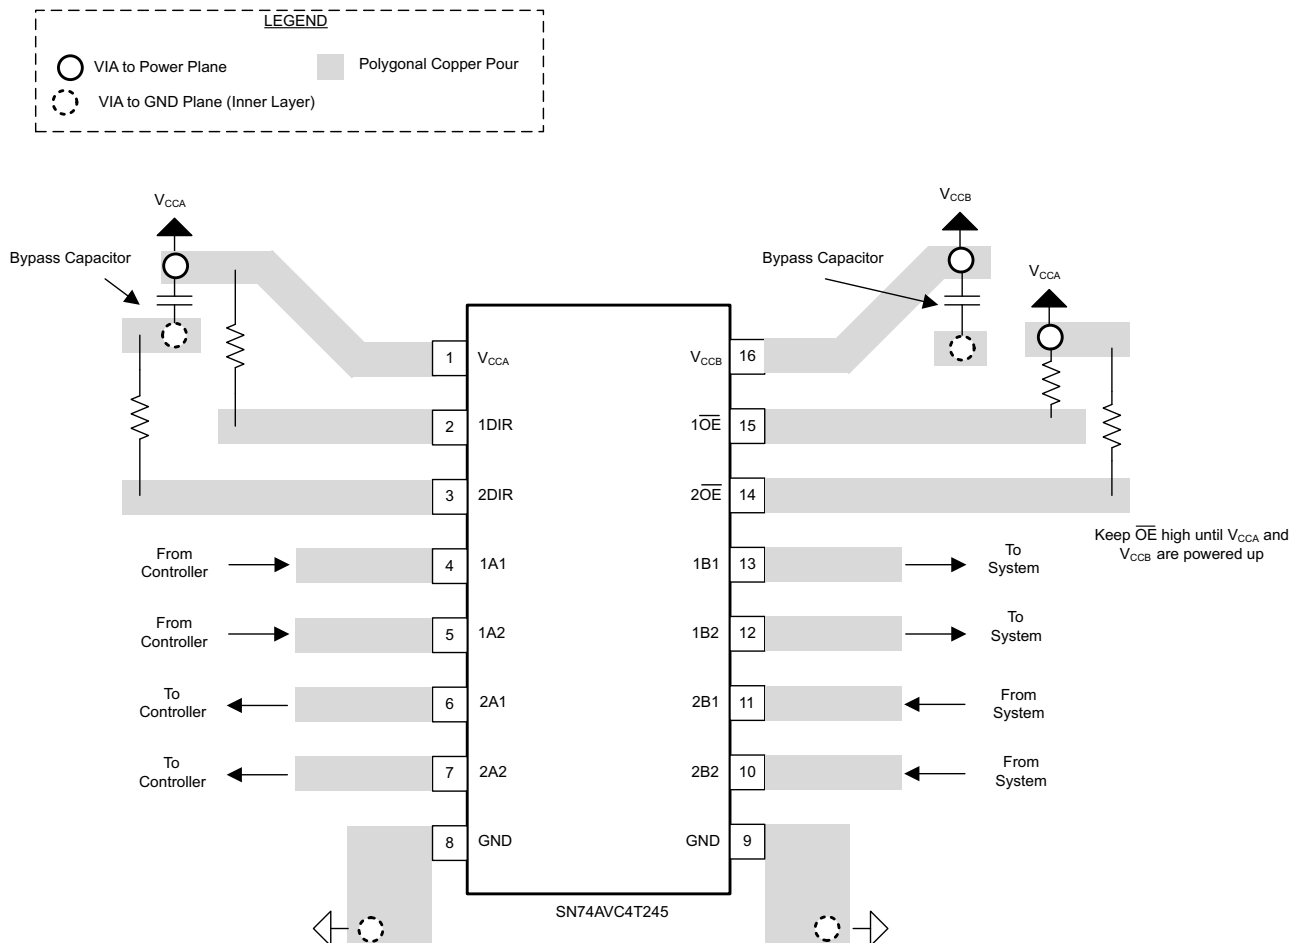 LEGEND
VIA to Power Plane
Polygonal Copper Pour
VIA to GND Plane (Inner Layer)
VCCA
Bypass Capacitor
VCCB
Bypass Capacitor
VCCA
1
VCCA
VCCB
16
2
1DIR
1O̅E̅
15
3
2DIR
2O̅E̅
14
Keep O̅E̅ high until VCCA and
VCCB are powered up
From
Controller
4
1A1
1B1
13
To
System
From
Controller
5
1A2
1B2
12
To
System
To
Controller
6
2A1
2B1
11
From
System
To
Controller
7
2A2
2B2
10
From
System
8
GND
GND
9
SN74AVC4T245